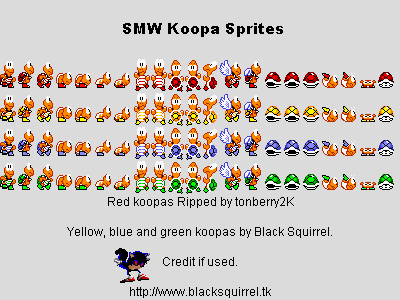 SMW Koopa Sprites
Red koopas Ripped by tonberry2K
Yellow, blue and green koopas by Black Squirrel.
Credit if used.
http://www.blacksquirrel.tk